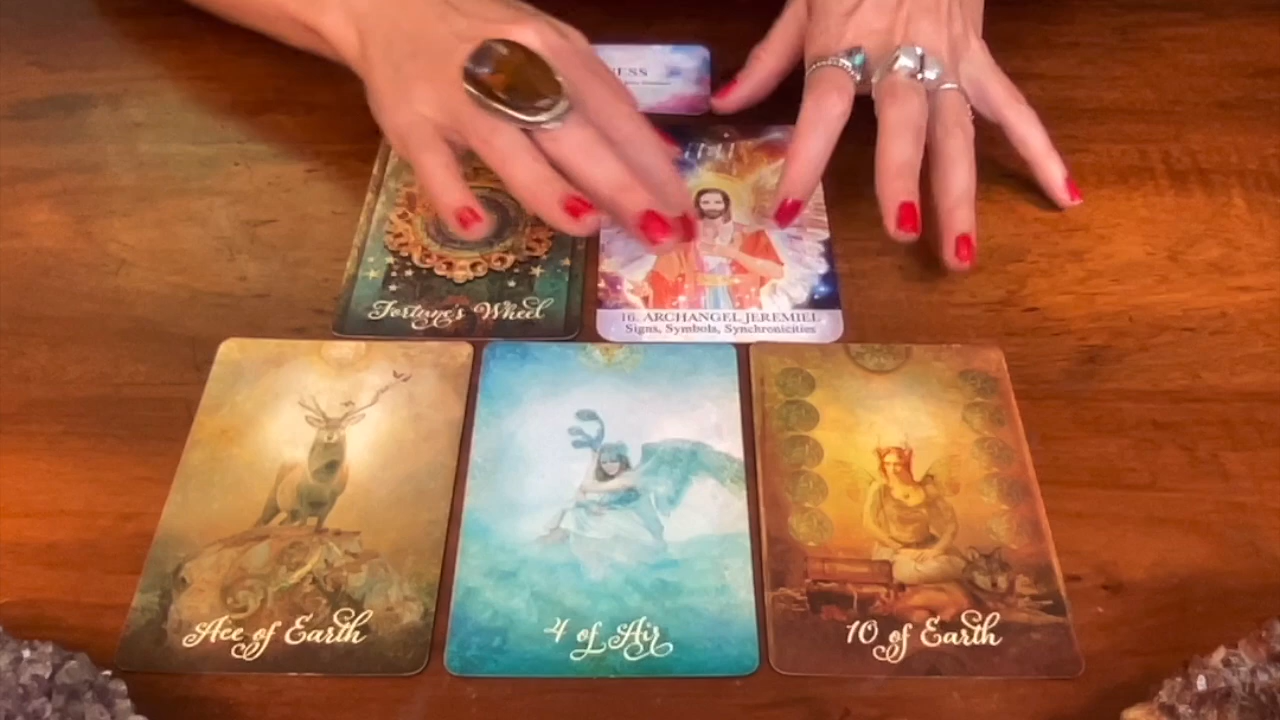 Fortune's Wheel
16. ARCHANGEL JEREMIEL
Signs, Symbols, Synchronicities
Ace of Earth
4 of Air
10 of Earth